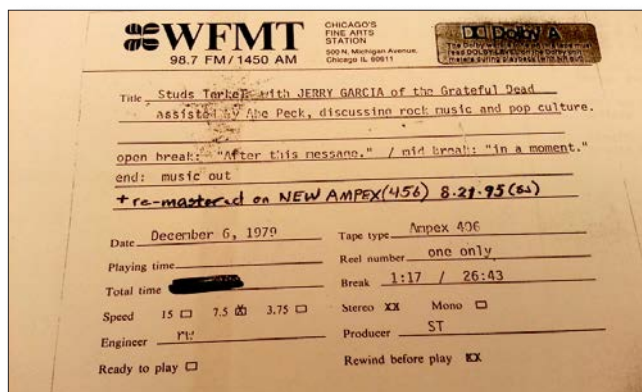 WFMT
98.7 FM/1450 AM
CHICAGO'S
FINE ARTS
STATION
500 N. Michigan Avenue,
Chicago IL 60611
Dolby A
Title Studs Terkel with JERRY GARCIA of the Grateful Dead
assisted by Abe Peck, discussing rock music and pop culture.
open break: "After this message." / mid break: "in a moment."
end: music out
+ re-mastered on NEW AMPEX (456) 8.21.95 (SS)
Date December 6, 1979
Tape type Ampex 406
Playing time
Reel number one only
Total time
Break 1:17 / 26:43
Speed 15 7.5 3.75
Stereo XX Mono
Engineer
Producer ST
Ready to play
Rewind before play XX